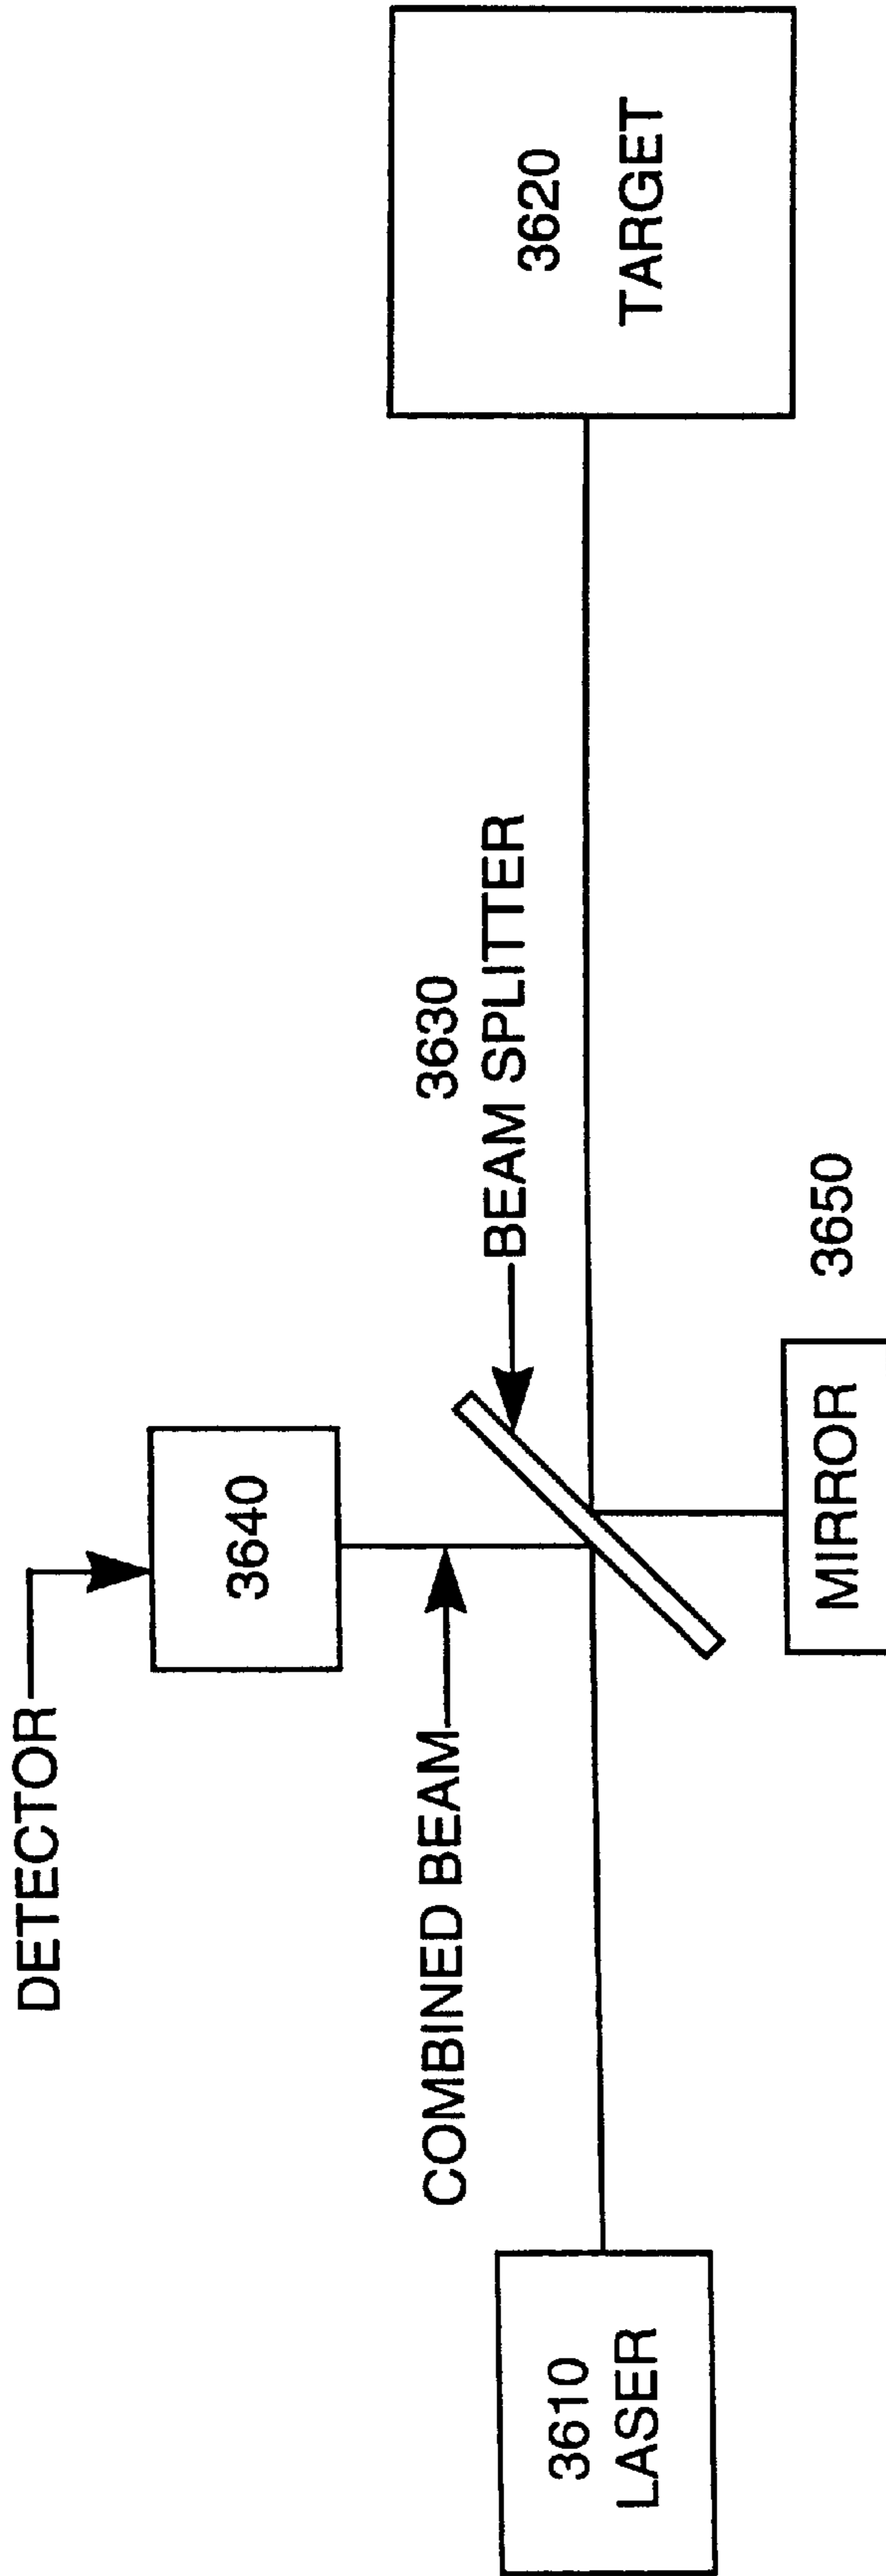 DETECTOR
3640
COMBINED BEAM
3630
BEAM SPLITTER
3610
LASER
3620
TARGET
MIRROR
3650